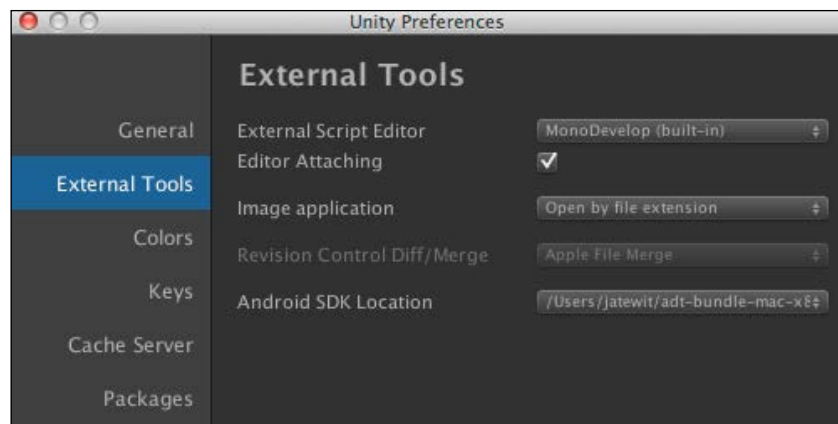 Unity Preferences
External Tools
General
External Tools
Colors
Keys
Cache Server
Packages
External Script Editor MonoDevelop (built-in)
Editor Attaching
Image application Open by file extension
Revision Control Diff/Merge Apple File Merge
Android SDK Location /Users/jatewit/adt-bundle-mac-x8